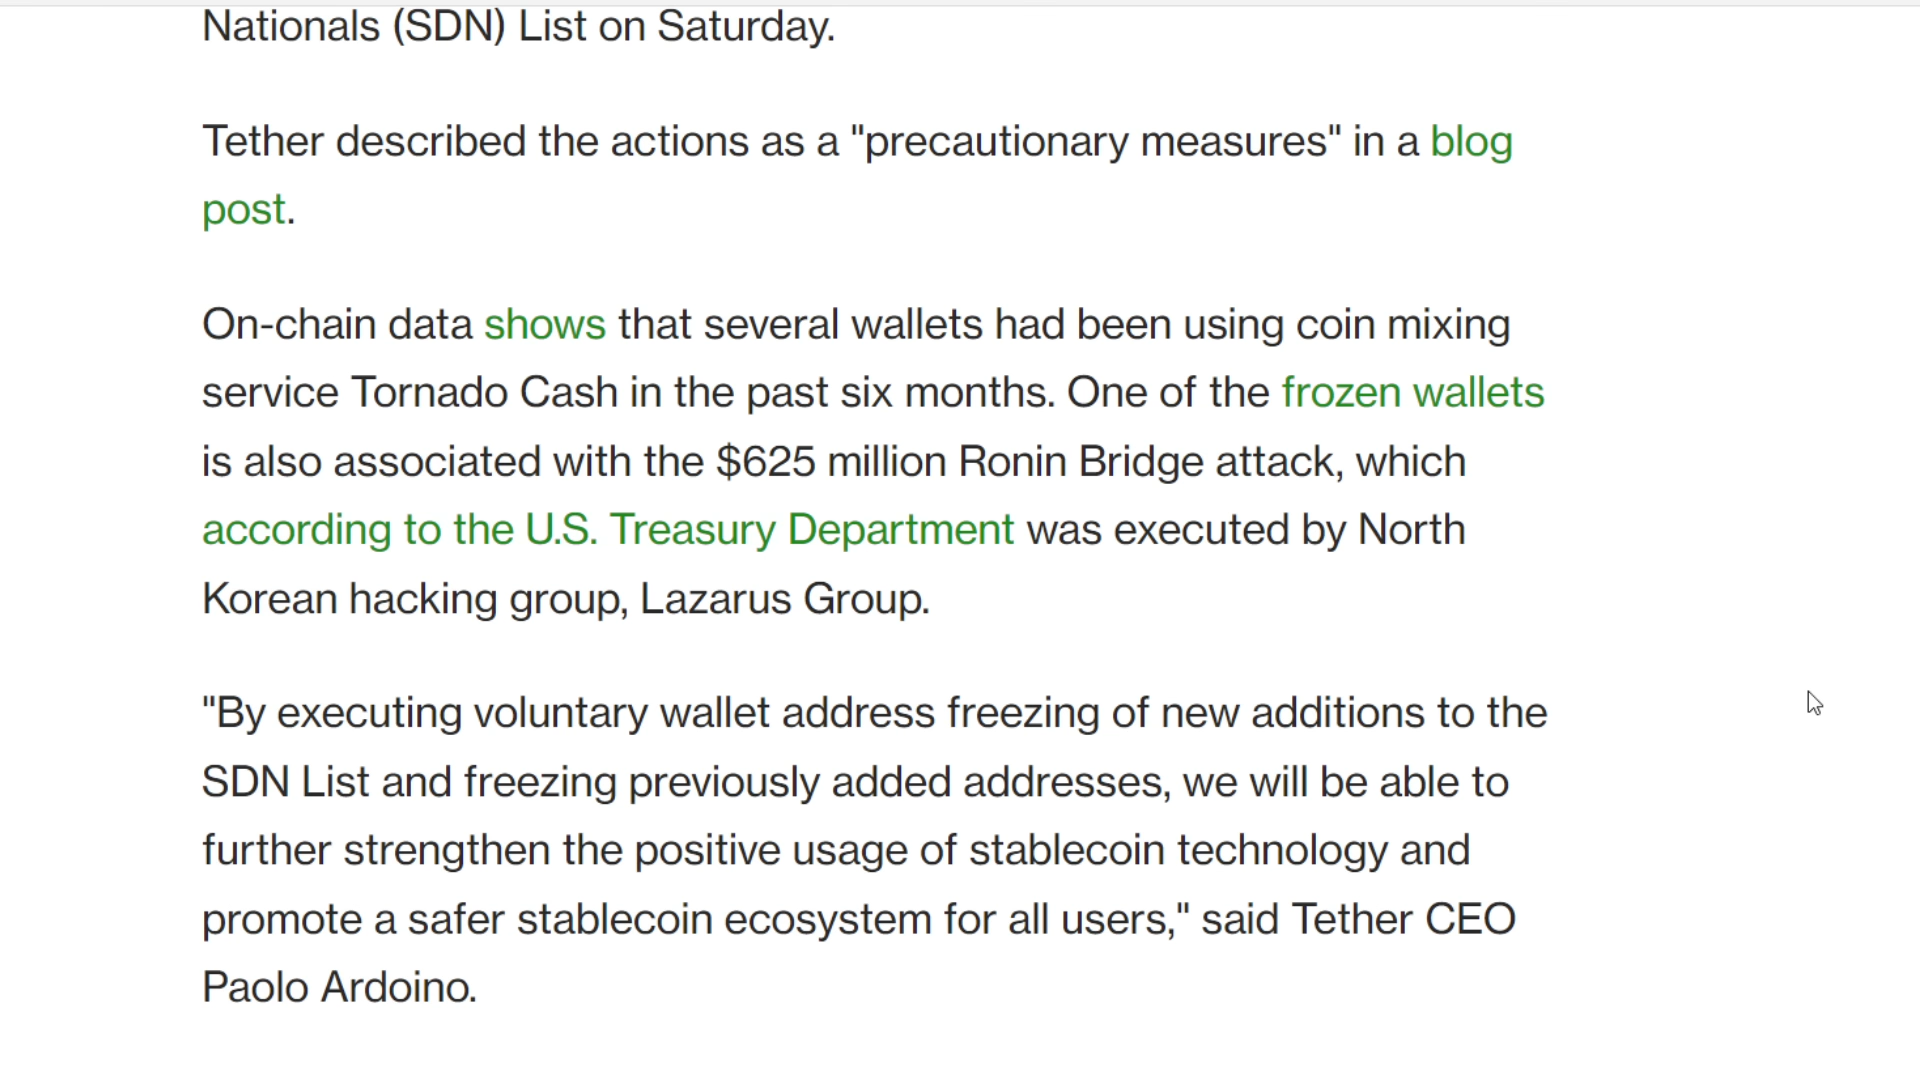 Nationals (SDN) List on Saturday.
Tether described the actions as a "precautionary measures" in a blog
post.
On-chain data shows that several wallets had been using coin mixing
service Tornado Cash in the past six months. One of the frozen wallets
is also associated with the $625 million Ronin Bridge attack, which
according to the U.S. Treasury Department was executed by North
Korean hacking group, Lazarus Group.
"By executing voluntary wallet address freezing of new additions to the
SDN List and freezing previously added addresses, we will be able to
further strengthen the positive usage of stablecoin technology and
promote a safer stablecoin ecosystem for all users," said Tether CEO
Paolo Ardoino.